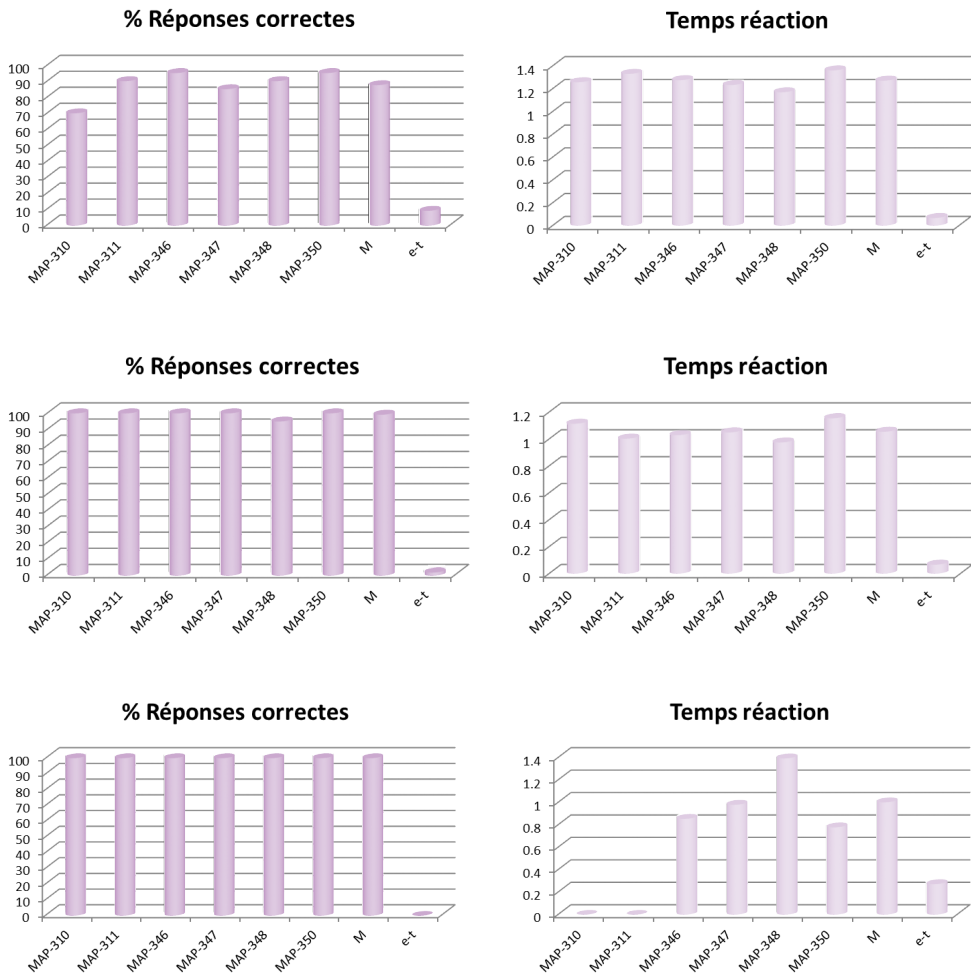 % Réponses correctes
100
90
80
70
60
50
40
30
20
10
0
MAP-310
MAP-311
MAP-346
MAP-347
MAP-348
MAP-350
M
e-t
Temps réaction
1.4
1.2
1
0.8
0.6
0.4
0.2
0
MAP-310
MAP-311
MAP-346
MAP-347
MAP-348
MAP-350
M
e-t
% Réponses correctes
100
90
80
70
60
50
40
30
20
10
0
MAP-310
MAP-311
MAP-346
MAP-347
MAP-348
MAP-350
M
e-t
Temps réaction
1.2
1
0.8
0.6
0.4
0.2
0
MAP-310
MAP-311
MAP-346
MAP-347
MAP-348
MAP-350
M
e-t
% Réponses correctes
100
90
80
70
60
50
40
30
20
10
0
MAP-310
MAP-311
MAP-346
MAP-347
MAP-348
MAP-350
M
e-t
Temps réaction
1.4
1.2
1
0.8
0.6
0.4
0.2
0
MAP-310
MAP-311
MAP-346
MAP-347
MAP-348
MAP-350
M
e-t